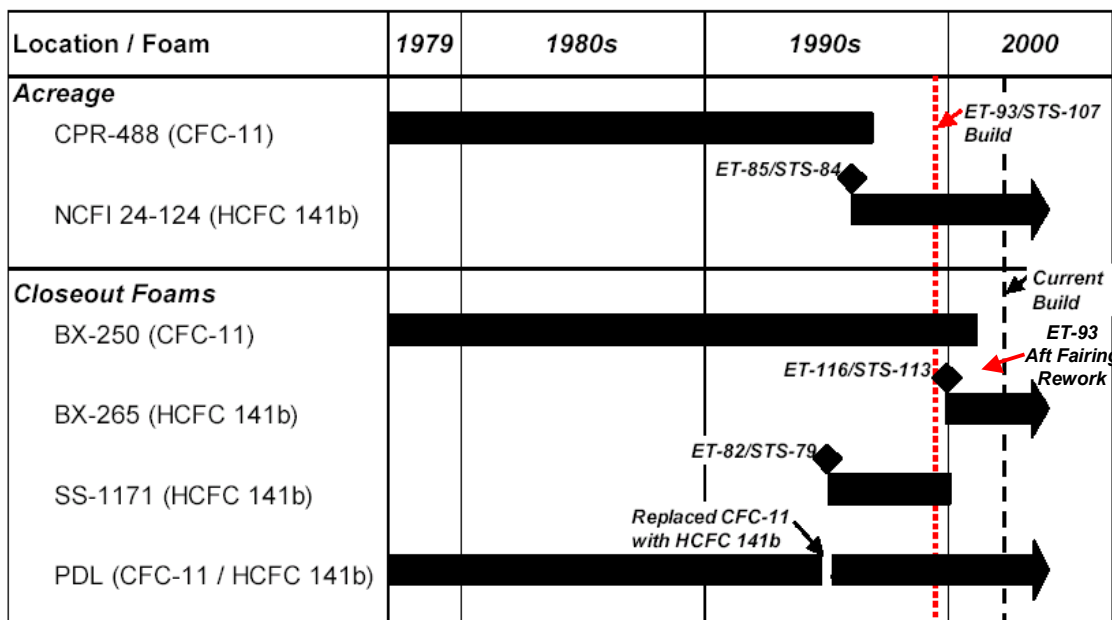 Location / Foam 1979 1980s 1990s 2000
Acreage
CPR-488 (CFC-11)
ET-93/STS-107
Build
ET-85/STS-84
NCFI 24-124 (HCFC 141b)
Closeout Foams
Current
Build
BX-250 (CFC-11)
ET-93
Aft Fairing
Rework
ET-116/STS-113
BX-265 (HCFC 141b)
ET-82/STS-79
SS-1171 (HCFC 141b)
Replaced CFC-11
with HCFC 141b
PDL (CFC-11 / HCFC 141b)